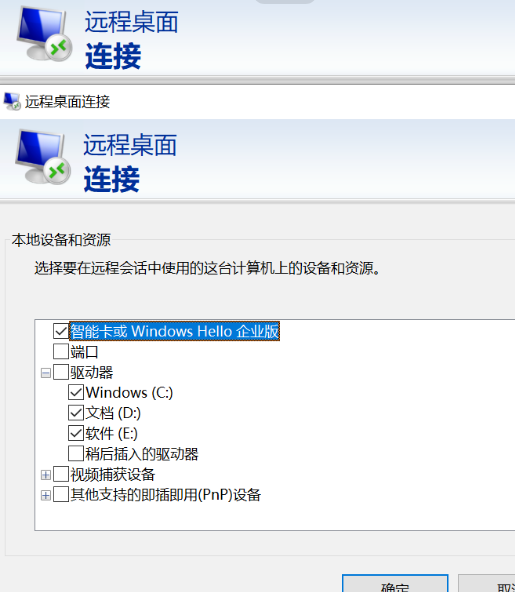 远程桌面
连接
远程桌面连接
远程桌面
连接
本地设备和资源
选择要在远程会话中使用的这台计算机上的设备和资源。
智能卡或 Windows Hello 企业版
端口
驱动器
Windows (C:)
文档 (D:)
软件 (E:)
稍后插入的驱动器
视频捕获设备
其他支持的即插即用(PnP)设备
确定